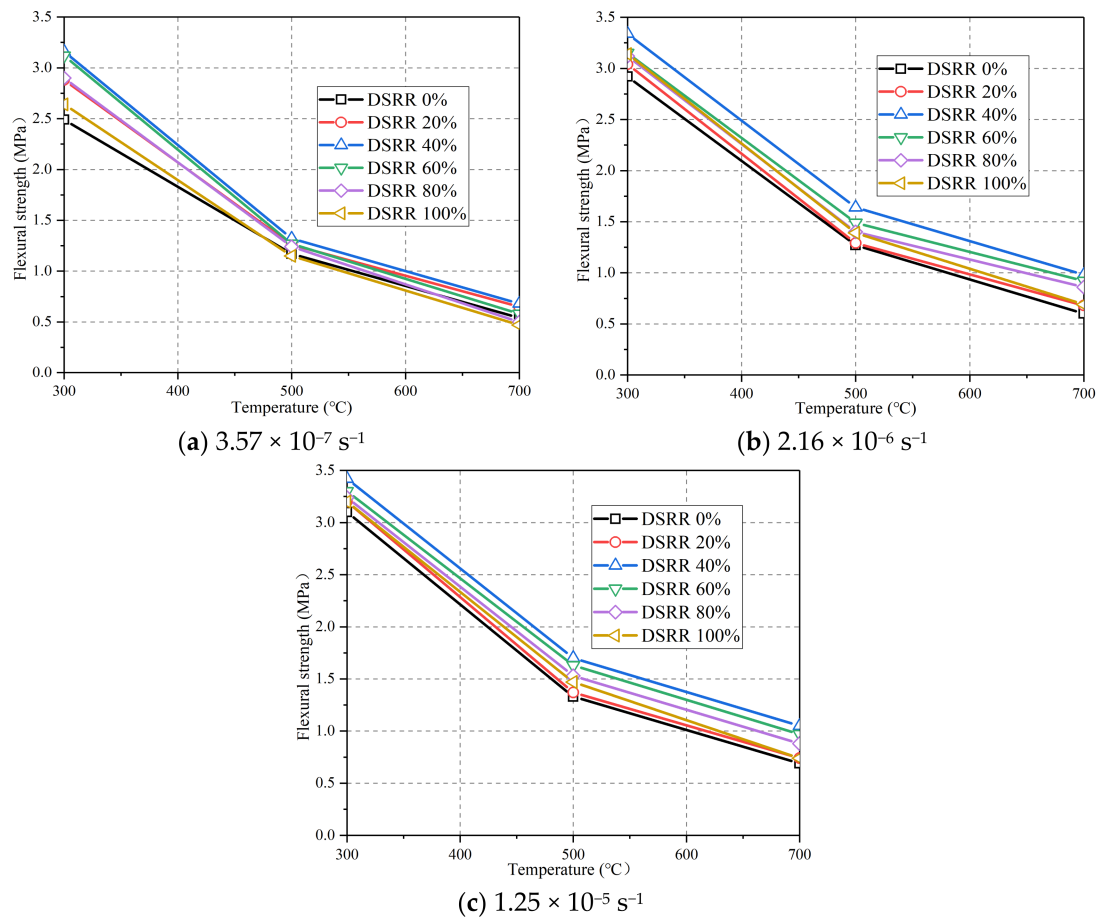 3.5
3.0
2.5
2.0
1.5
1.0
0.5
0.0
Flexural strength (MPa)
DSRR 0%
DSRR 20%
DSRR 40%
DSRR 60%
DSRR 80%
DSRR 100%
300 400 500 600 700
Temperature (℃)
(a) 3.57 × 10⁻⁷ s⁻¹
3.5
3.0
2.5
2.0
1.5
1.0
0.5
0.0
Flexural strength (MPa)
DSRR 0%
DSRR 20%
DSRR 40%
DSRR 60%
DSRR 80%
DSRR 100%
300 400 500 600 700
Temperature (℃)
(b) 2.16 × 10⁻⁶ s⁻¹
3.5
3.0
2.5
2.0
1.5
1.0
0.5
0.0
Flexural strength (MPa)
DSRR 0%
DSRR 20%
DSRR 40%
DSRR 60%
DSRR 80%
DSRR 100%
300 400 500 600 700
Temperature (℃)
(c) 1.25 × 10⁻⁵ s⁻¹